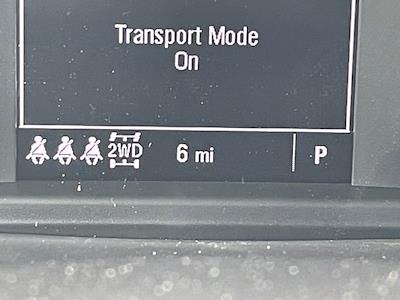 Transport Mode
On
2WD 6 mi P